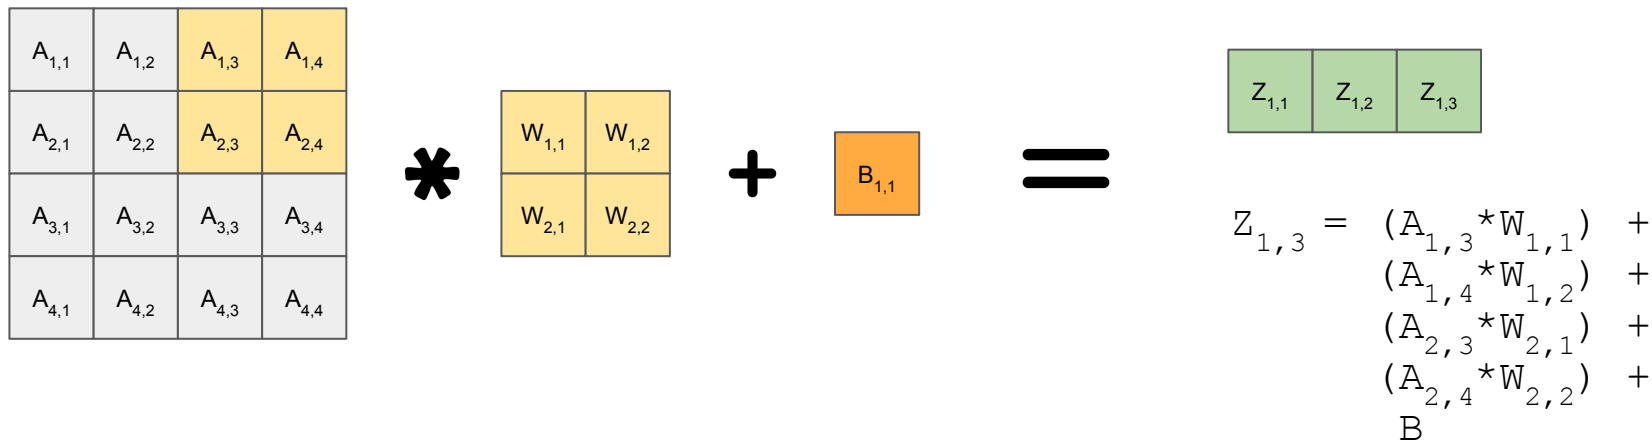 A1,1 A1,2 A1,3 A1,4
A2,1 A2,2 A2,3 A2,4
A3,1 A3,2 A3,3 A3,4
A4,1 A4,2 A4,3 A4,4
*
W1,1 W1,2
W2,1 W2,2
+
B1,1
=
Z1,1 Z1,2 Z1,3
Z1,3 = (A1,3*W1,1) +
(A1,4*W1,2) +
(A2,3*W2,1) +
(A2,4*W2,2) +
B